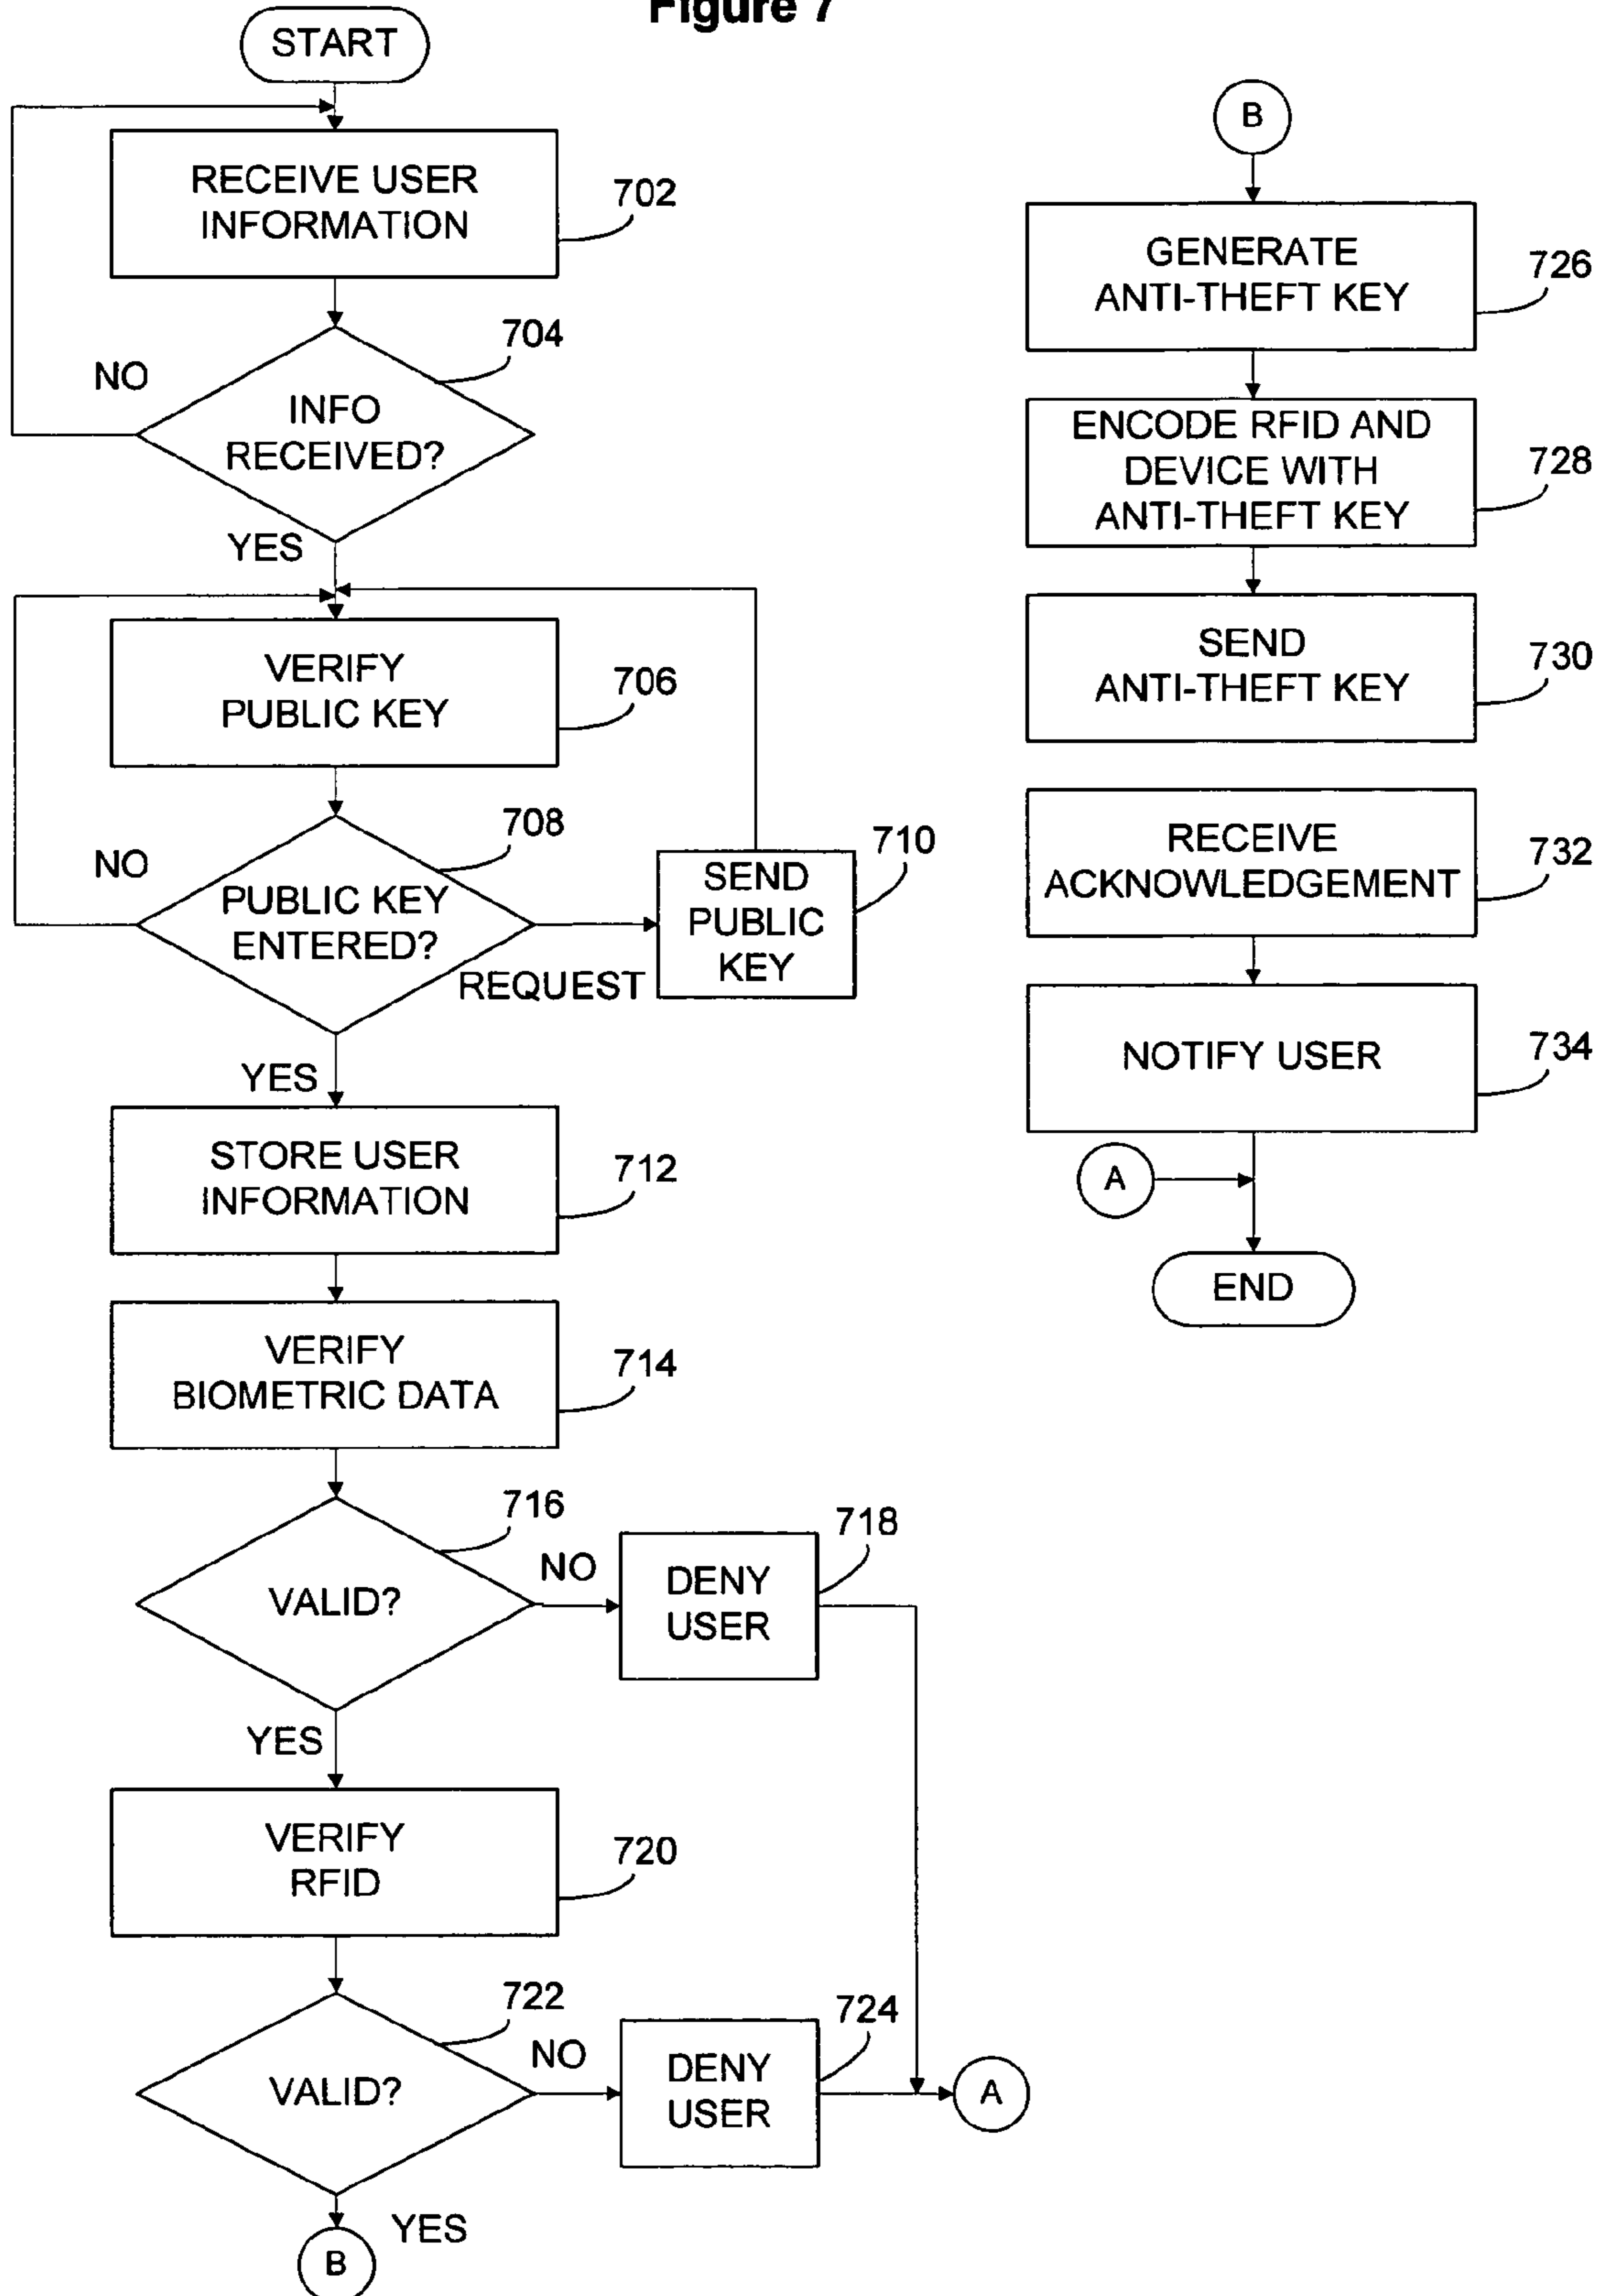 Figure 7
START
RECEIVE USER
INFORMATION
702
704
NO
INFO
RECEIVED?
YES
VERIFY
PUBLIC KEY
706
708
NO
PUBLIC KEY
ENTERED?
REQUEST
SEND
PUBLIC
KEY
710
YES
STORE USER
INFORMATION
712
VERIFY
BIOMETRIC DATA
714
716
VALID?
NO
DENY
USER
718
YES
VERIFY
RFID
720
722
VALID?
NO
DENY
USER
724
A
YES
B
B
GENERATE
ANTI-THEFT KEY
726
ENCODE RFID AND
DEVICE WITH
ANTI-THEFT KEY
728
SEND
ANTI-THEFT KEY
730
RECEIVE
ACKNOWLEDGEMENT
732
NOTIFY USER
734
A
END